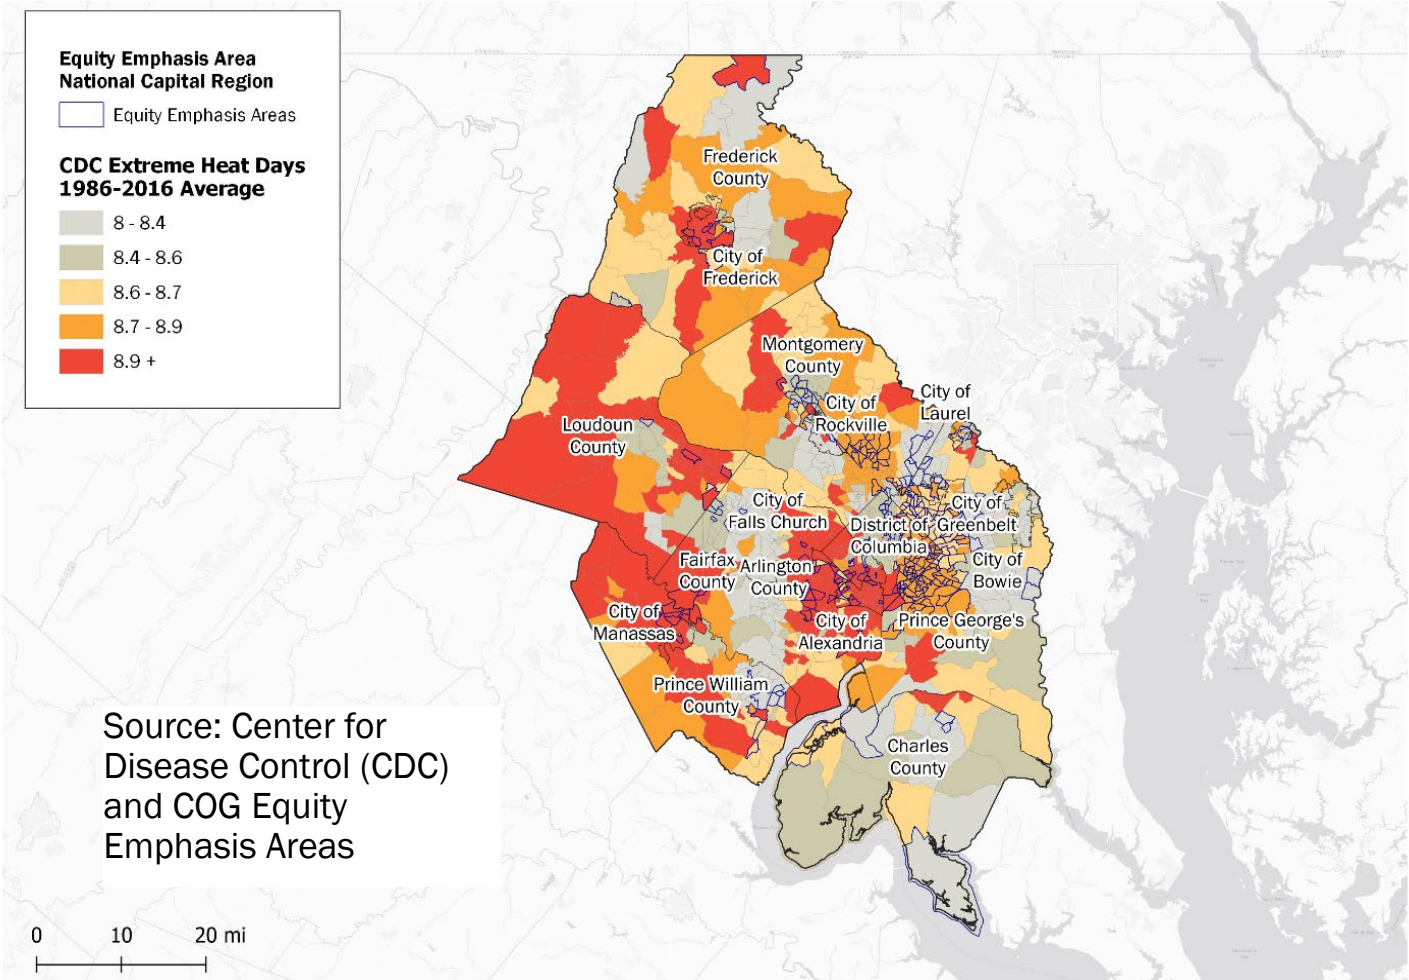 Equity Emphasis Area
National Capital Region
Equity Emphasis Areas
CDC Extreme Heat Days
1986-2016 Average
8 - 8.4
8.4 - 8.6
8.6 - 8.7
8.7 - 8.9
8.9 +
Frederick
County
City of
Frederick
Montgomery
County
City of
Rockville
City of
Laurel
Loudoun
County
City of
Falls Church
District of
Columbia
City of
Greenbelt
Fairfax
County
Arlington
County
City of
Bowie
City of
Manassas
City of
Alexandria
Prince George's
County
Prince William
County
Charles
County
Source: Center for
Disease Control (CDC)
and COG Equity
Emphasis Areas
0 10 20 mi